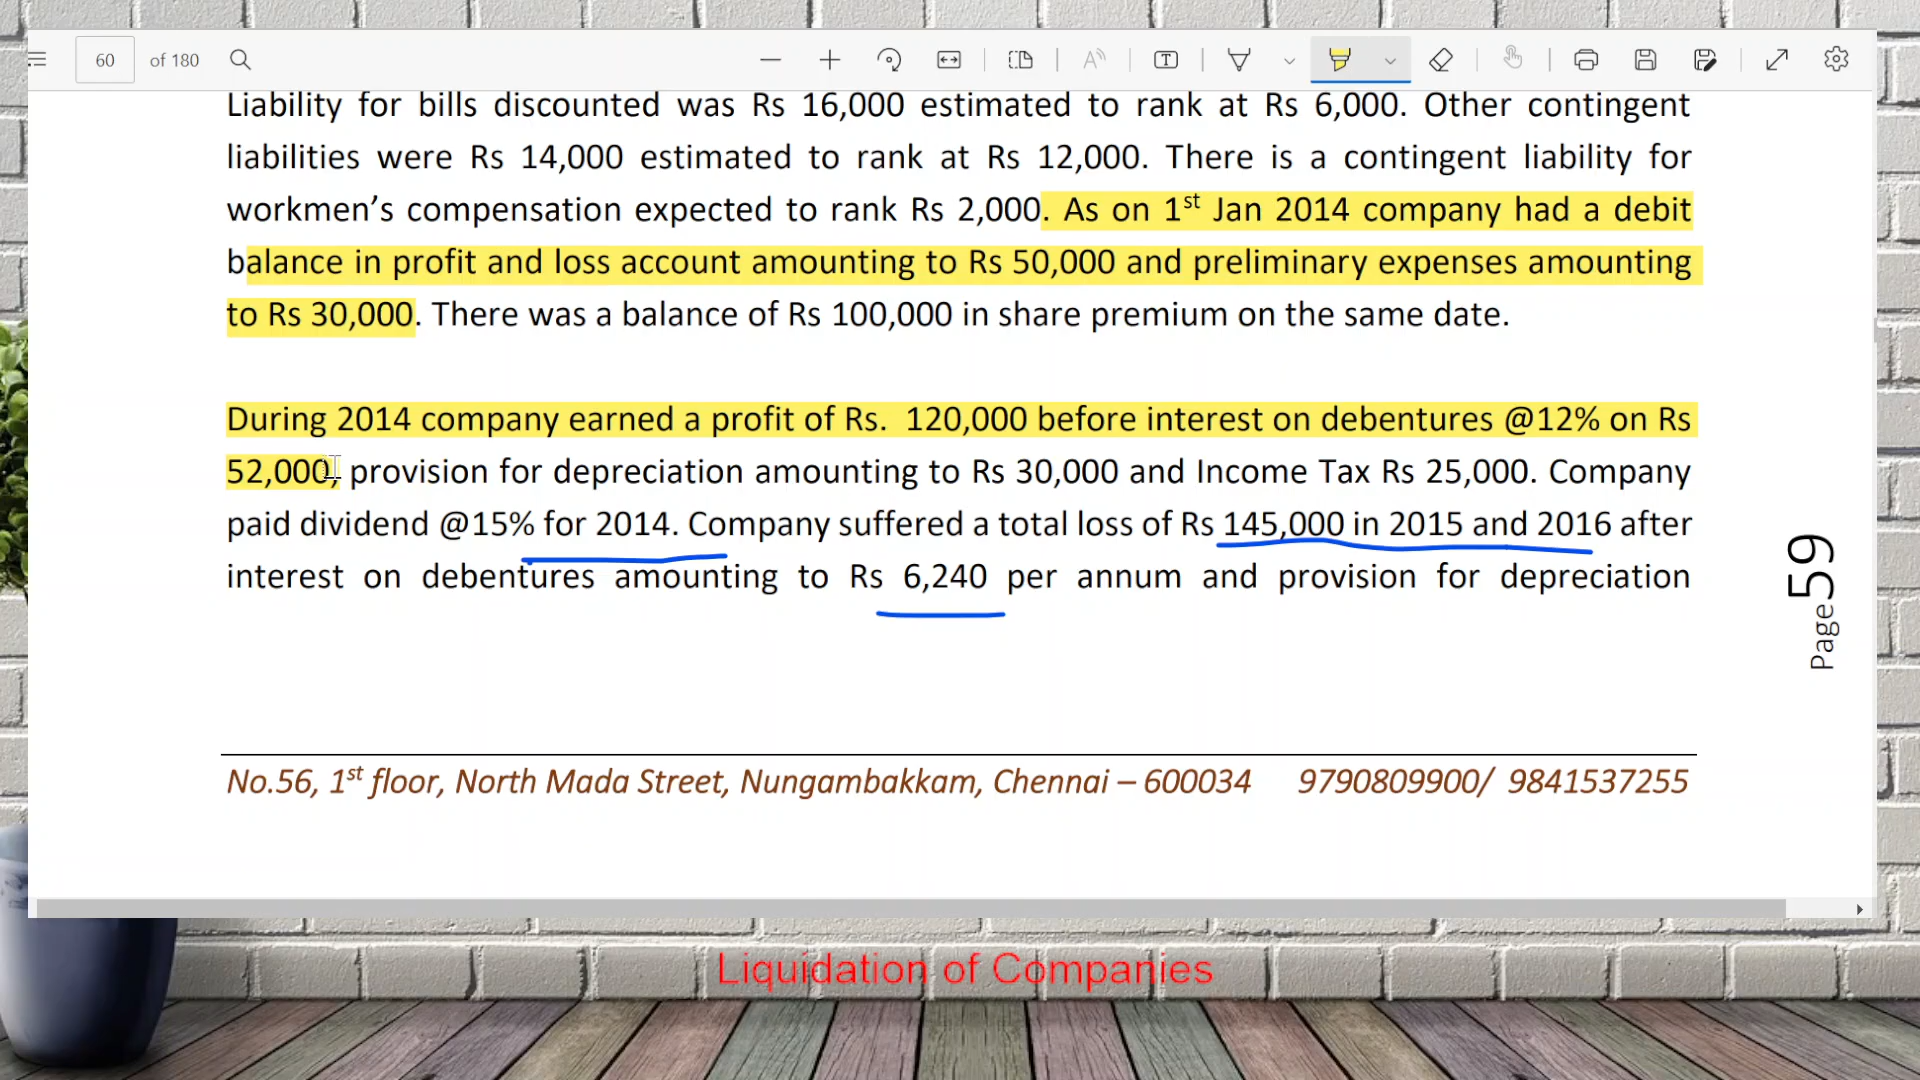 60 of 180
Liability for bills discounted was Rs 16,000 estimated to rank at Rs 6,000. Other contingent
liabilities were Rs 14,000 estimated to rank at Rs 12,000. There is a contingent liability for
workmen’s compensation expected to rank Rs 2,000. As on 1st Jan 2014 company had a debit
balance in profit and loss account amounting to Rs 50,000 and preliminary expenses amounting
to Rs 30,000. There was a balance of Rs 100,000 in share premium on the same date.
During 2014 company earned a profit of Rs. 120,000 before interest on debentures @12% on Rs
52,000, provision for depreciation amounting to Rs 30,000 and Income Tax Rs 25,000. Company
paid dividend @15% for 2014. Company suffered a total loss of Rs 145,000 in 2015 and 2016 after
interest on debentures amounting to Rs 6,240 per annum and provision for depreciation
Page59
No.56, 1st floor, North Mada Street, Nungambakkam, Chennai – 600034 9790809900/ 9841537255
Liquidation of Companies